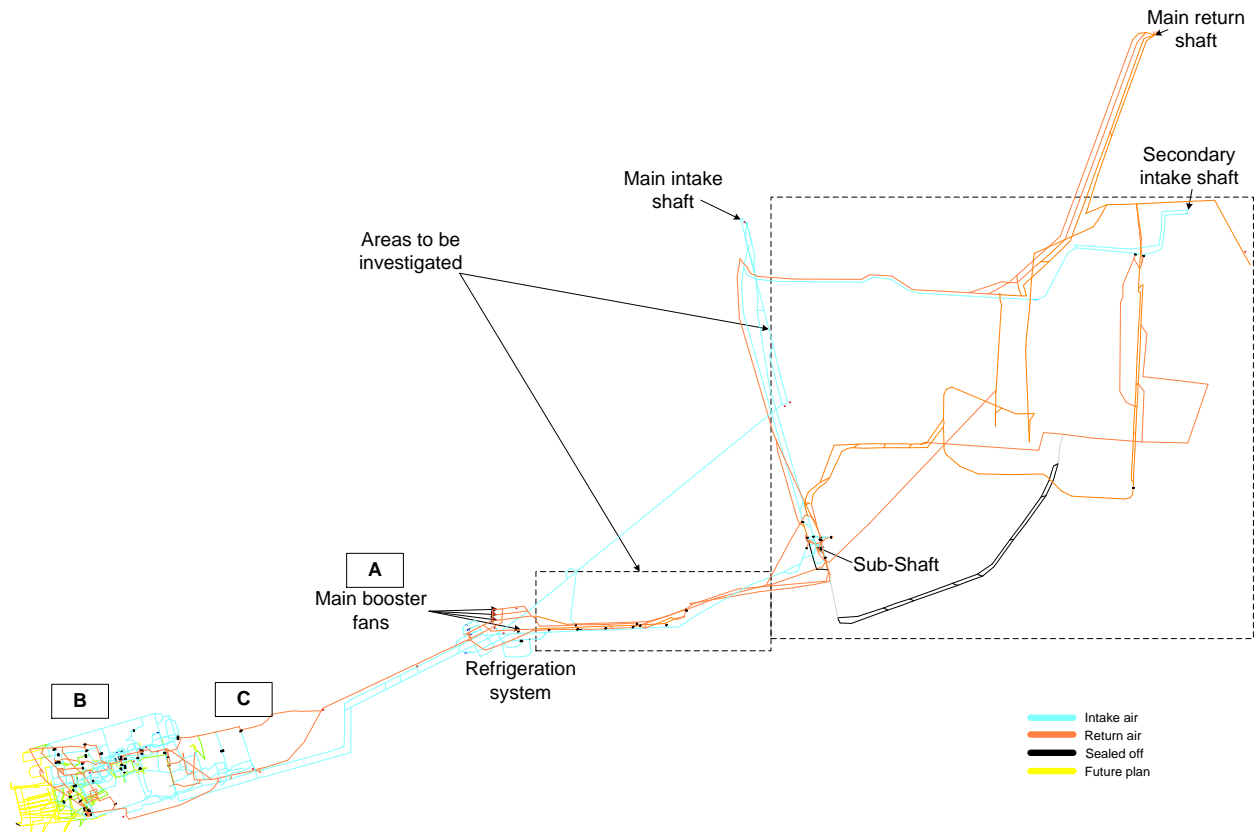 Main return
shaft
Secondary
intake shaft
Main intake
shaft
Areas to be
investigated
Sub-Shaft
A
Main booster
fans
Refrigeration
system
B
C
Intake air
Return air
Sealed off
Future plan